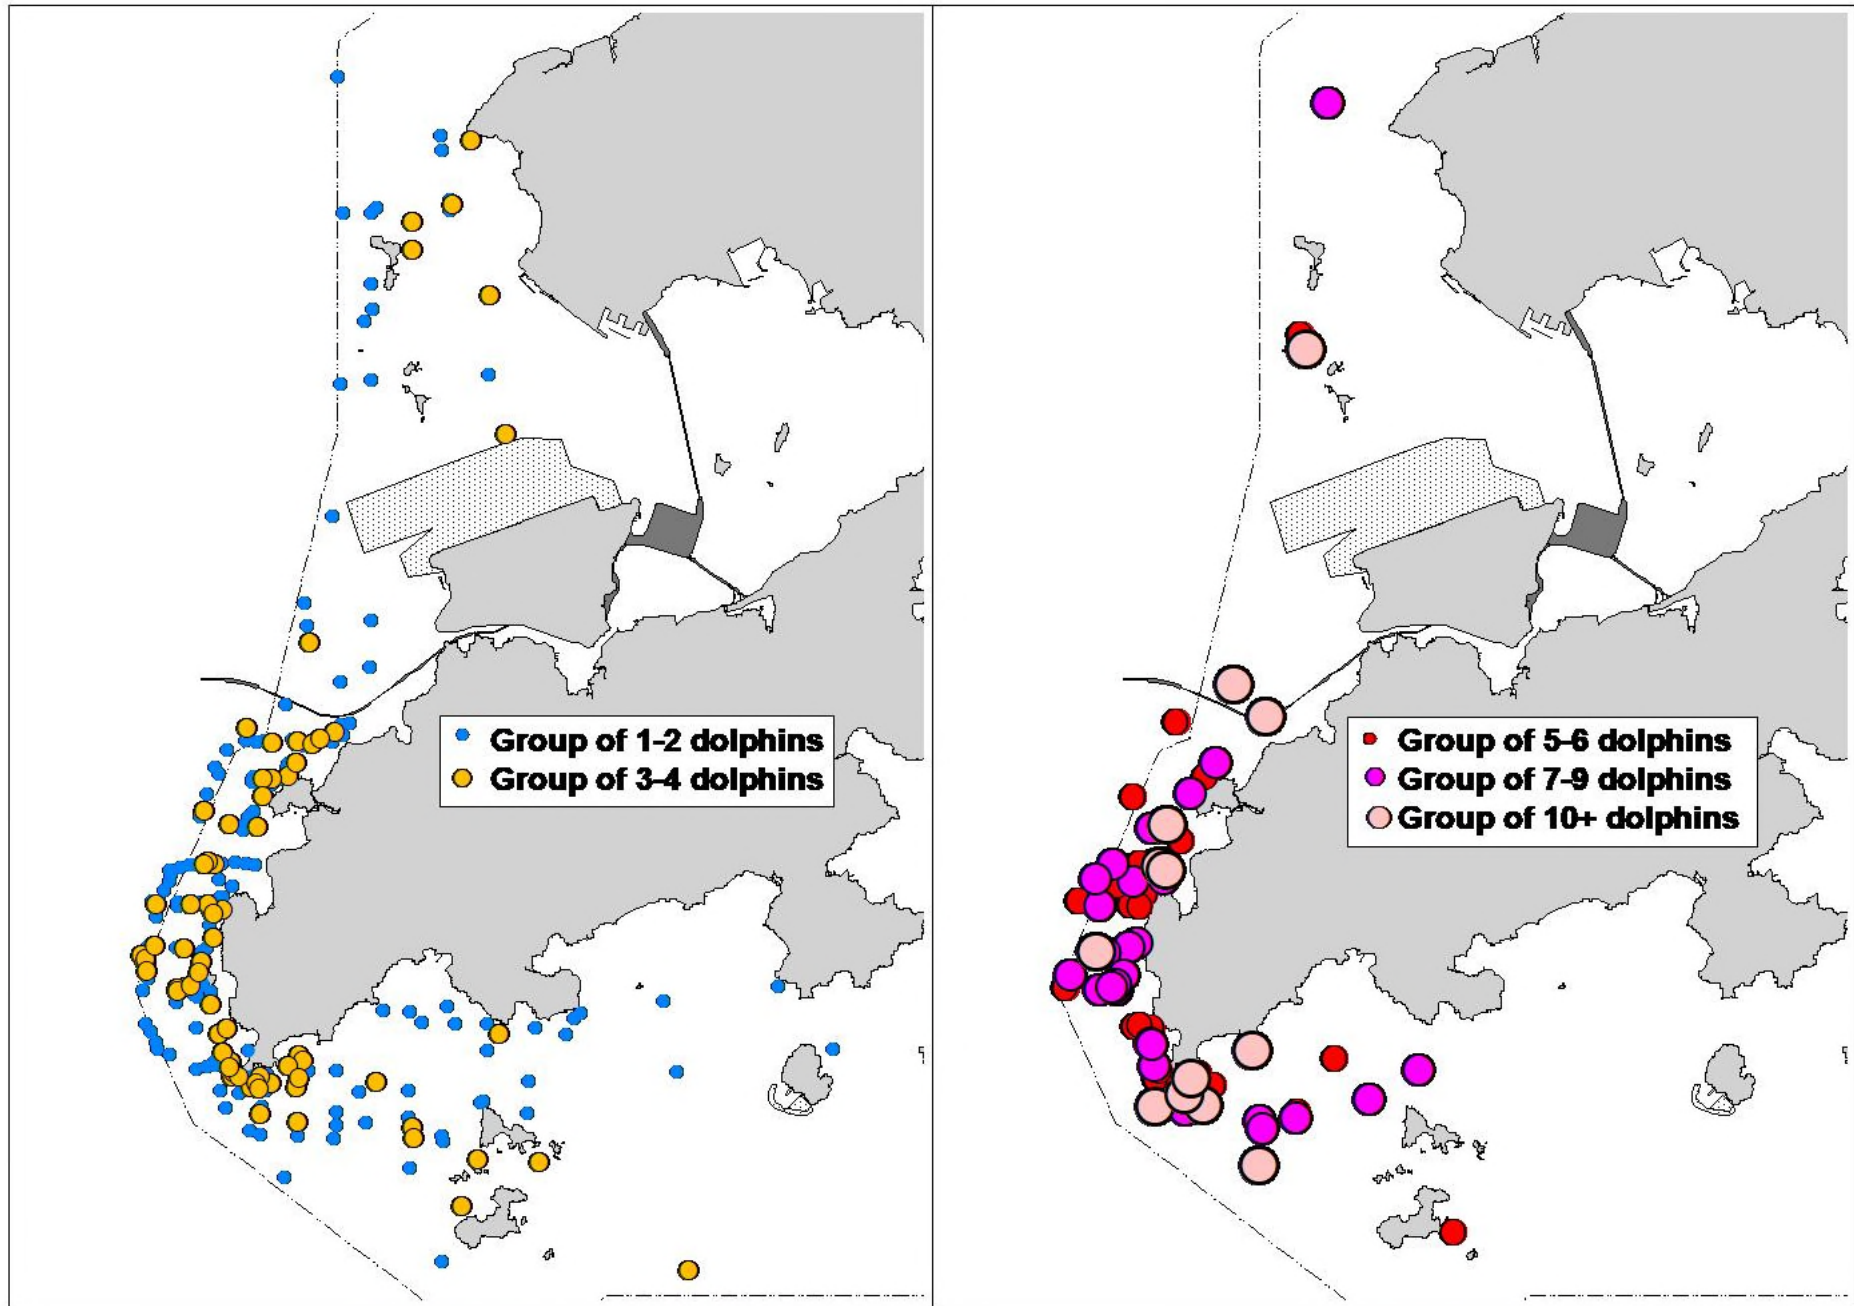 Group of 1-2 dolphins
Group of 3-4 dolphins
Group of 5-6 dolphins
Group of 7-9 dolphins
Group of 10+ dolphins